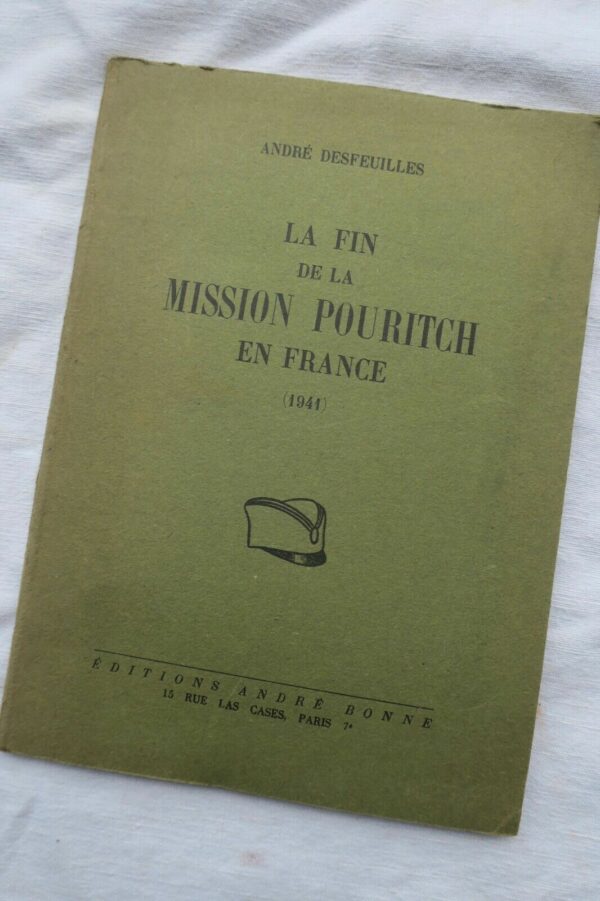 ANDRÉ DESFEUILLES
LA FIN
DE LA
MISSION POURITCH
EN FRANCE
(1941)
ÉDITIONS ANDRÉ BONNE
15 RUE LAS CASES, PARIS 7ᵉ